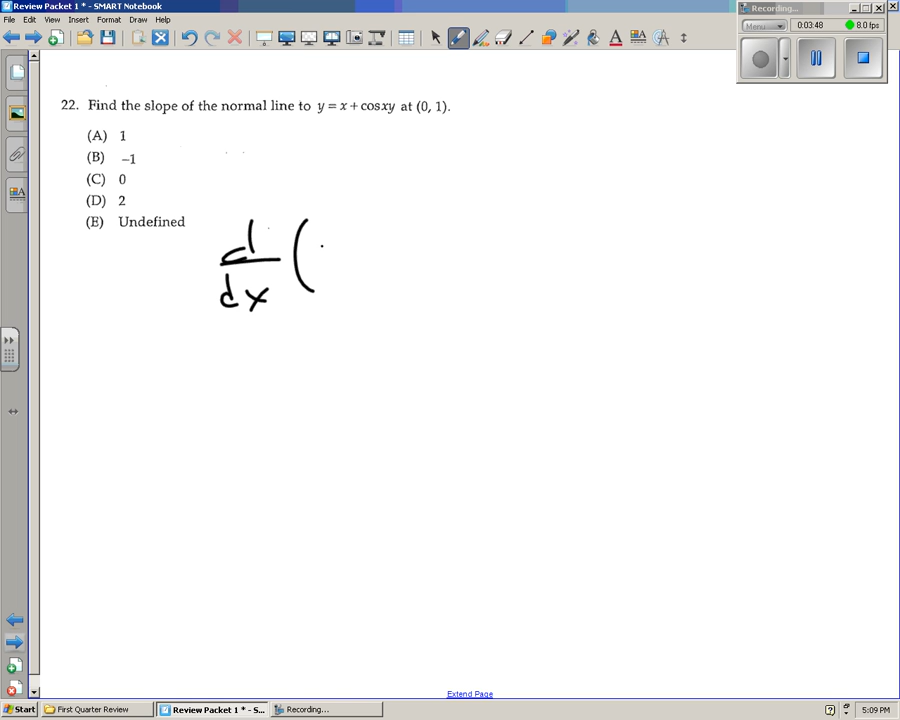 Review Packet 1 * - SMART Notebook
Recording...
File Edit View Insert Format Draw Help
Menu 0:03:48 8.0 fps
22. Find the slope of the normal line to y = x + cosxy at (0, 1).
(A) 1
(B) –1
(C) 0
(D) 2
(E) Undefined
d/dx (
Extend Page
Start First Quarter Review Review Packet 1 * - S... Recording... 5:09 PM